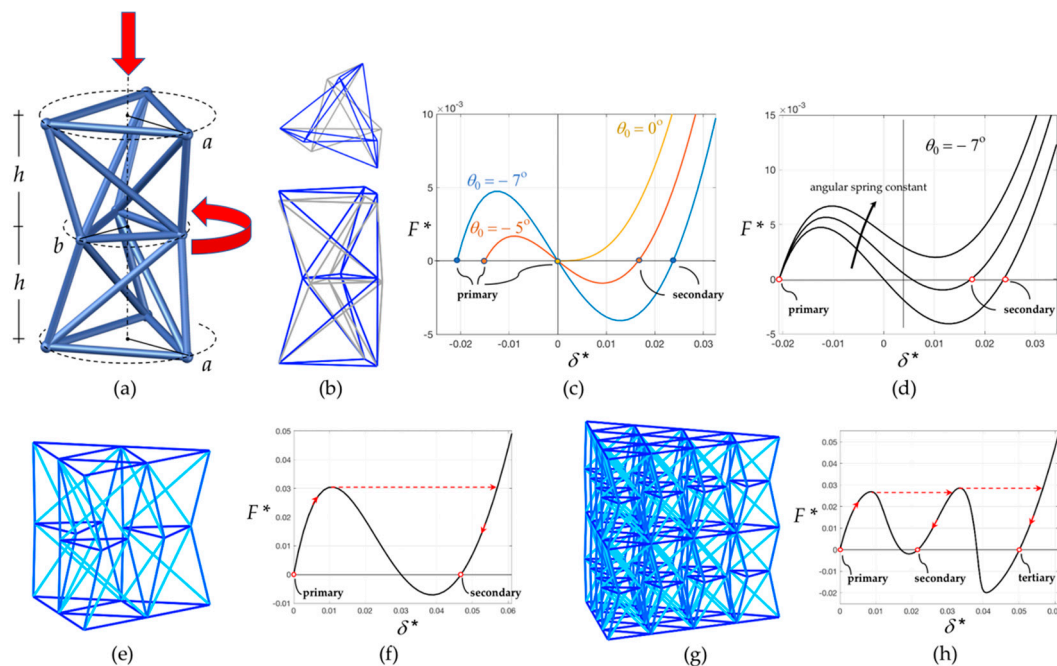 h
h
a
b
a
(a)
(b)
×10⁻³
10
5
0
-5
F*
θ₀ = 0°
θ₀ = − 7°
θ₀ = − 5°
primary
secondary
-0.02
-0.01
0
0.01
0.02
0.03
δ*
(c)
×10⁻³
15
10
5
0
-5
F*
θ₀ = − 7°
angular spring constant
primary
secondary
-0.02
-0.01
0
0.01
0.02
0.03
δ*
(d)
(e)
0.05
0.04
0.03
0.02
0.01
0
-0.01
F*
primary
secondary
0
0.01
0.02
0.03
0.04
0.05
0.06
δ*
(f)
(g)
0.05
0.04
0.03
0.02
0.01
0
-0.01
-0.02
F*
primary
secondary
tertiary
0
0.01
0.02
0.03
0.04
0.05
0.06
δ*
(h)